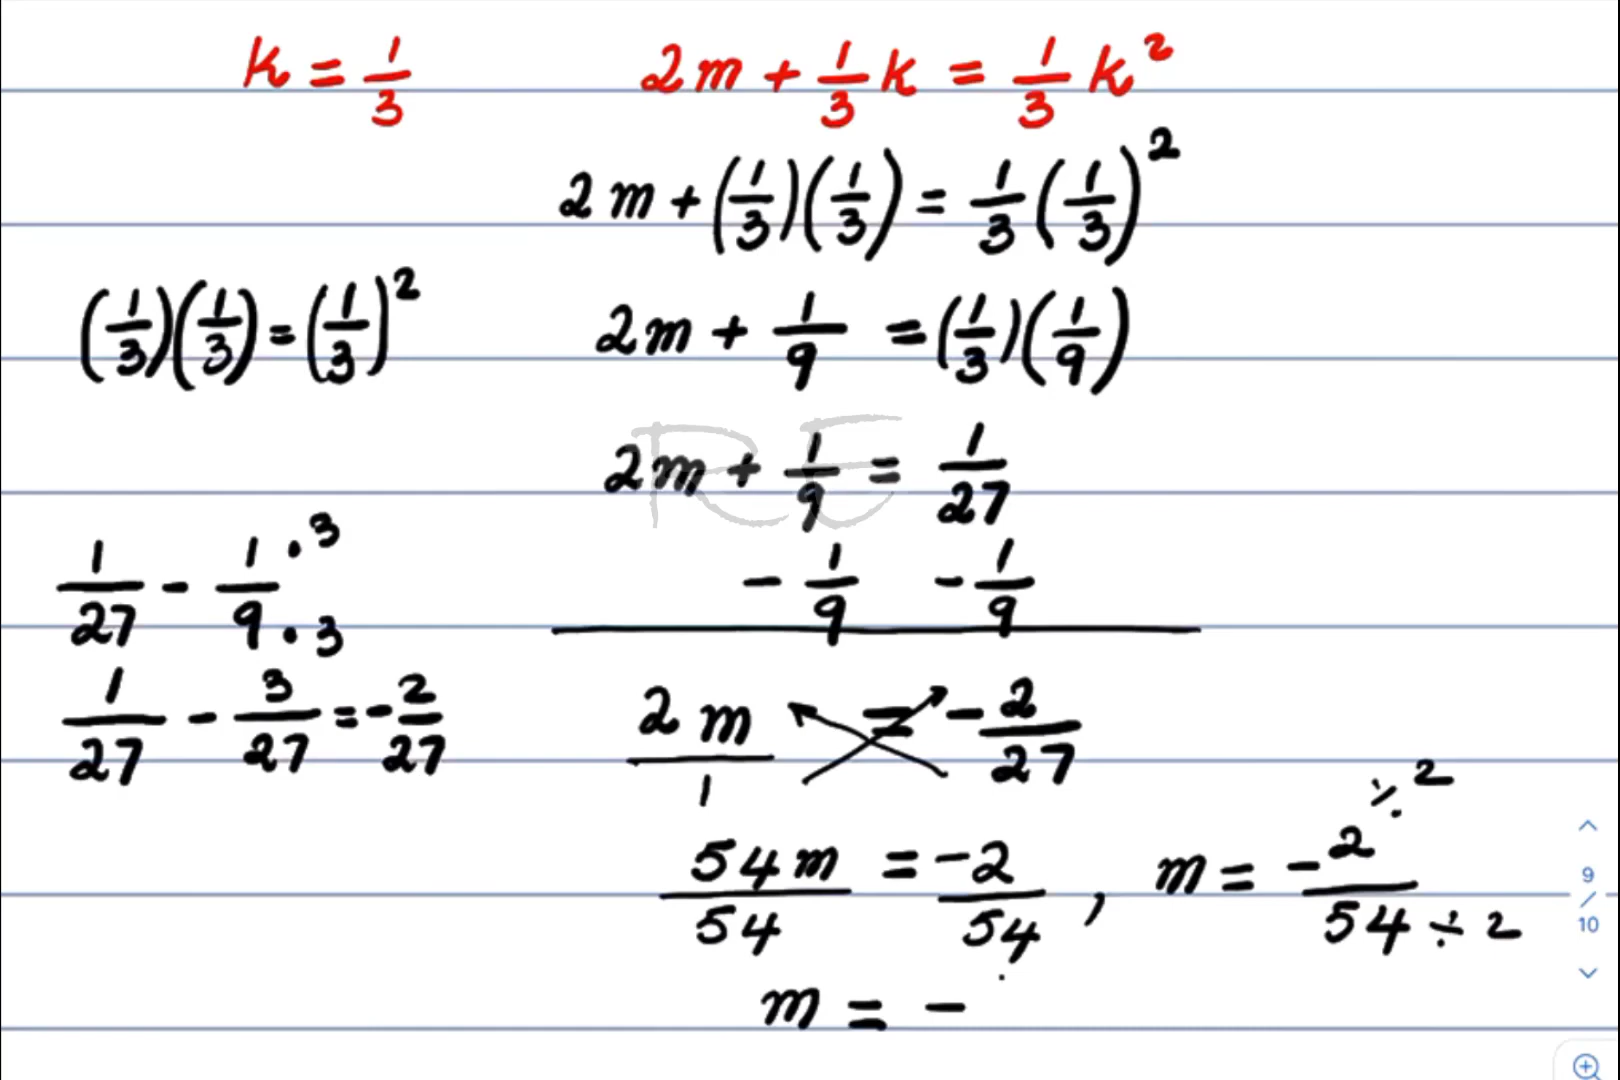 k = 1/3    2m + 1/3 k = 1/3 k²
2m + (1/3)(1/3) = 1/3 (1/3)²
(1/3)(1/3) = (1/3)²    2m + 1/9 = (1/3)(1/9)
RE
2m + 1/9 = 1/27
1/27 - 1·3/9·3    - 1/9    - 1/9
1/27 - 3/27 = -2/27    2m/1 = -2/27
54m/54 = -2/54 , m = -2÷2/54÷2
m = -
9
/
10